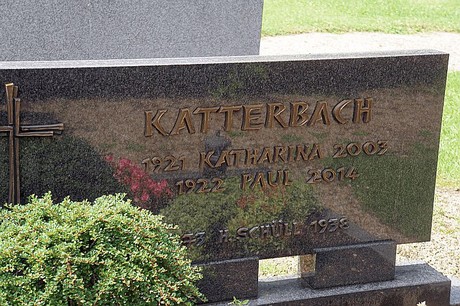 KATTERBACH
1921 KATHARINA 2003
1922 PAUL 2014
SCHÜLL 1938